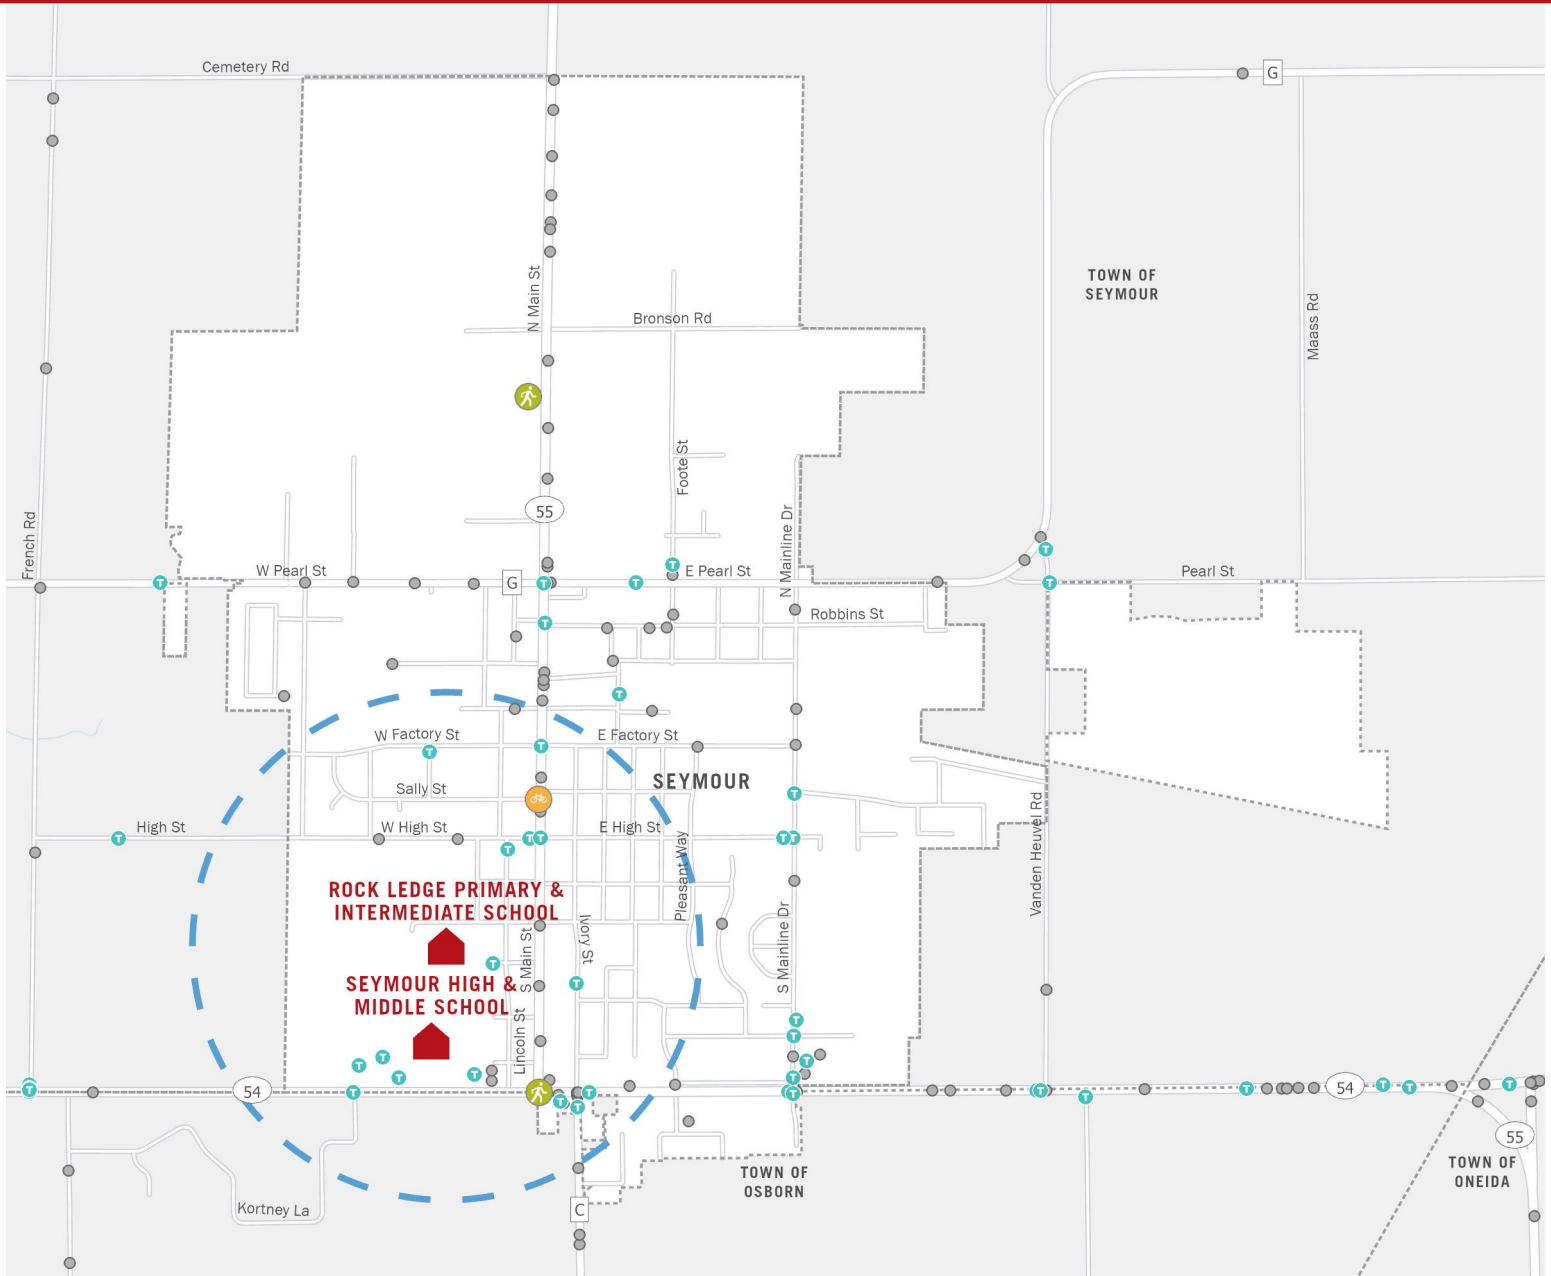 Cemetery Rd
G
TOWN OF
SEYMOUR
N Main St
Bronson Rd
Maass Rd
Foote St
55
French Rd
N Mainline Dr
W Pearl St
G
T
T
T
T
T
E Pearl St
T
Pearl St
T
Robbins St
T
W Factory St
T
T
E Factory St
SEYMOUR
Sally St
T
High St
T
W High St
T
T
T
E High St
T
T
Pleasant Way
Vanden Heuvel Rd
ROCK LEDGE PRIMARY &
INTERMEDIATE SCHOOL
Ivory St
S Main St
S Mainline Dr
T
SEYMOUR HIGH &
MIDDLE SCHOOL
T
Lincoln St
T
T
T
T
T
T
T
T
T
54
T
T
T
T
T
T
T
T
54
T
T
T
55
TOWN OF
OSBORN
TOWN OF
ONEIDA
Kortney La
C